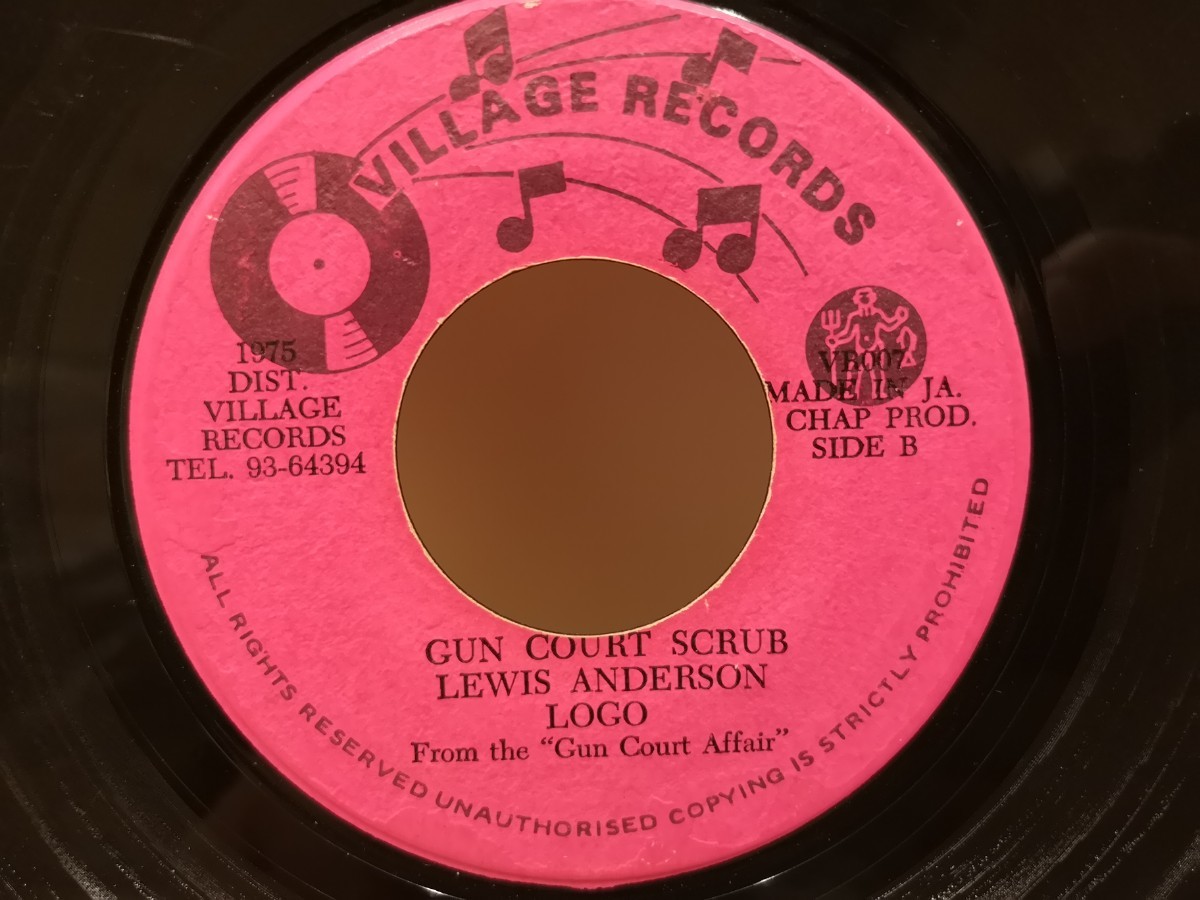 VILLAGE RECORDS
1975
DIST.
VILLAGE
RECORDS
TEL. 93-64394
VB007
MADE IN JA.
CHAP PROD.
SIDE B
GUN COURT SCRUB
LEWIS ANDERSON
LOGO
From the "Gun Court Affair"
ALL RIGHTS RESERVED UNAUTHORISED COPYING IS STRICTLY PROHIBITED